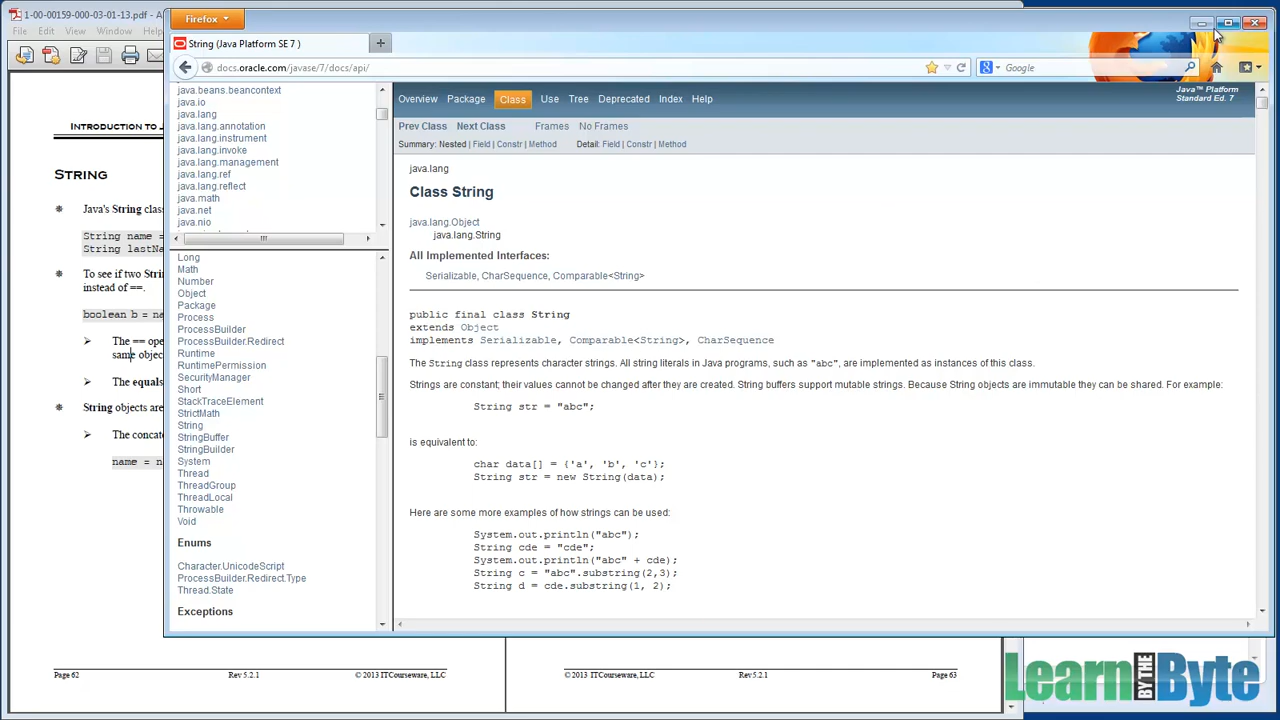 1-00-00159-000-03-01-13.pdf - A
File Edit View Window
Introduction to J
String
Java's String clas
String name =
String lastNa
To see if two Stri
instead of ==.
boolean b = na
The == ope
same objec
The equals
String objects are
The concate
name = n
Page 62
Rev 5.2.1
© 2013 ITCourseware, LLC
© 2013 ITCourseware, LLC
Rev 5.2.1
Page 63
Firefox
String (Java Platform SE 7 )
docs.oracle.com/javase/7/docs/api/
Google
java.beans.beancontext
java.io
java.lang
java.lang.annotation
java.lang.instrument
java.lang.invoke
java.lang.management
java.lang.ref
java.lang.reflect
java.math
java.net
java.nio
Long
Math
Number
Object
Package
Process
ProcessBuilder
ProcessBuilder.Redirect
Runtime
RuntimePermission
SecurityManager
Short
StackTraceElement
StrictMath
String
StringBuffer
StringBuilder
System
Thread
ThreadGroup
ThreadLocal
Throwable
Void
Enums
Character.UnicodeScript
ProcessBuilder.Redirect.Type
Thread.State
Exceptions
Overview Package Class Use Tree Deprecated Index Help
Java™ Platform
Standard Ed. 7
Prev Class Next Class Frames No Frames
Summary: Nested | Field | Constr | Method Detail: Field | Constr | Method
java.lang
Class String
java.lang.Object
java.lang.String
All Implemented Interfaces:
Serializable, CharSequence, Comparable<String>
public final class String
extends Object
implements Serializable, Comparable<String>, CharSequence
The String class represents character strings. All string literals in Java programs, such as "abc", are implemented as instances of this class.
Strings are constant; their values cannot be changed after they are created. String buffers support mutable strings. Because String objects are immutable they can be shared. For example:
String str = "abc";
is equivalent to:
char data[] = {'a', 'b', 'c'};
String str = new String(data);
Here are some more examples of how strings can be used:
System.out.println("abc");
String cde = "cde";
System.out.println("abc" + cde);
String c = "abc".substring(2,3);
String d = cde.substring(1, 2);
Learn BY THE Byte